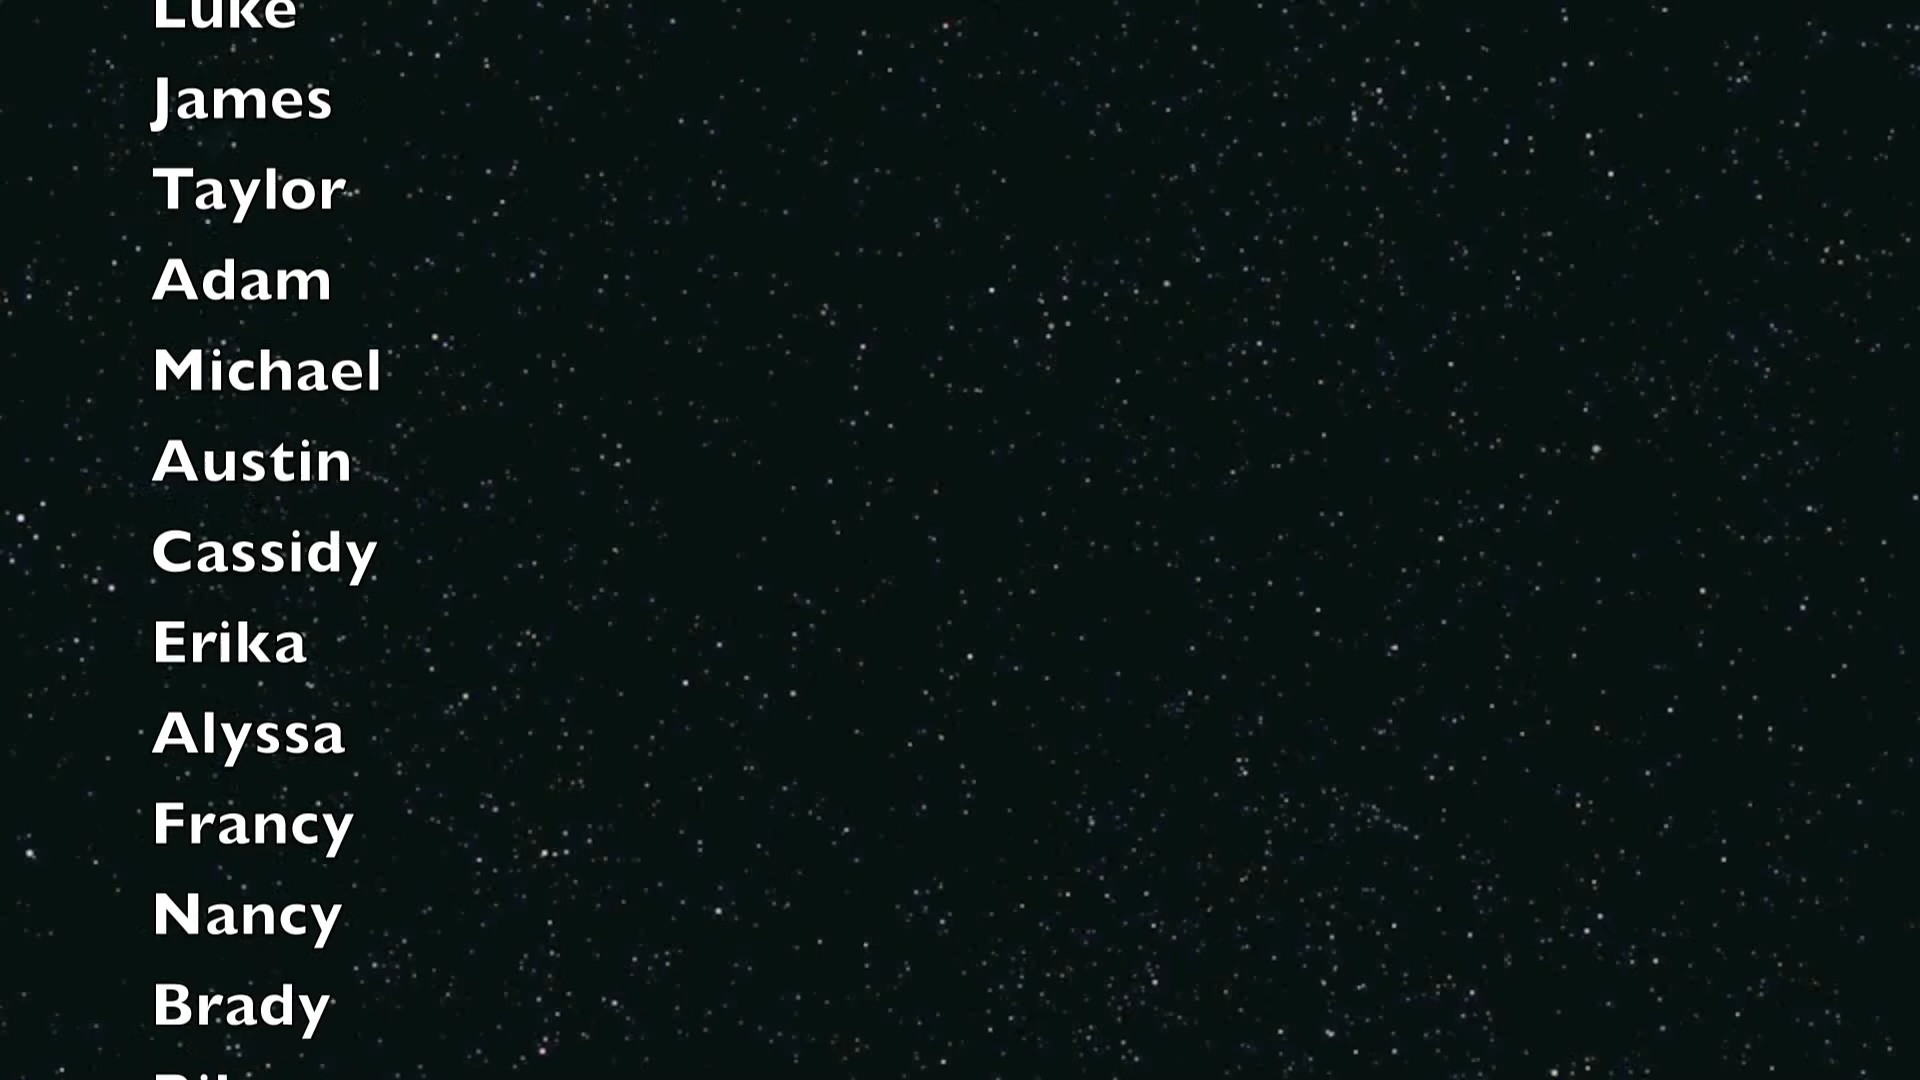 Luke
James
Taylor
Adam
Michael
Austin
Cassidy
Erika
Alyssa
Francy
Nancy
Brady